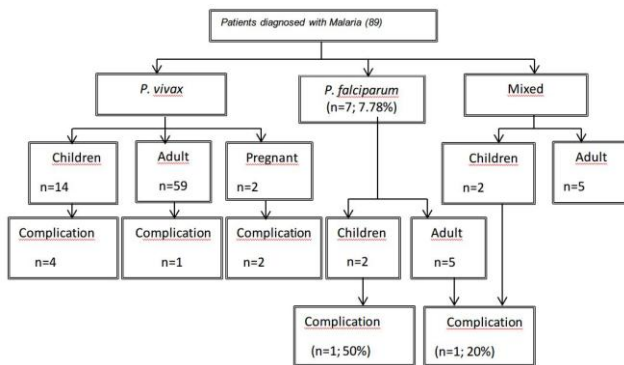 Patients diagnosed with Malaria (89)
P. vivax
P. falciparum
(n=7; 7.78%)
Mixed
Children
n=14
Adult
n=59
Pregnant
n=2
Children
n=2
Adult
n=5
Complication
n=4
Complication
n=1
Complication
n=2
Children
n=2
Adult
n=5
Complication
(n=1; 50%)
Complication
(n=1; 20%)